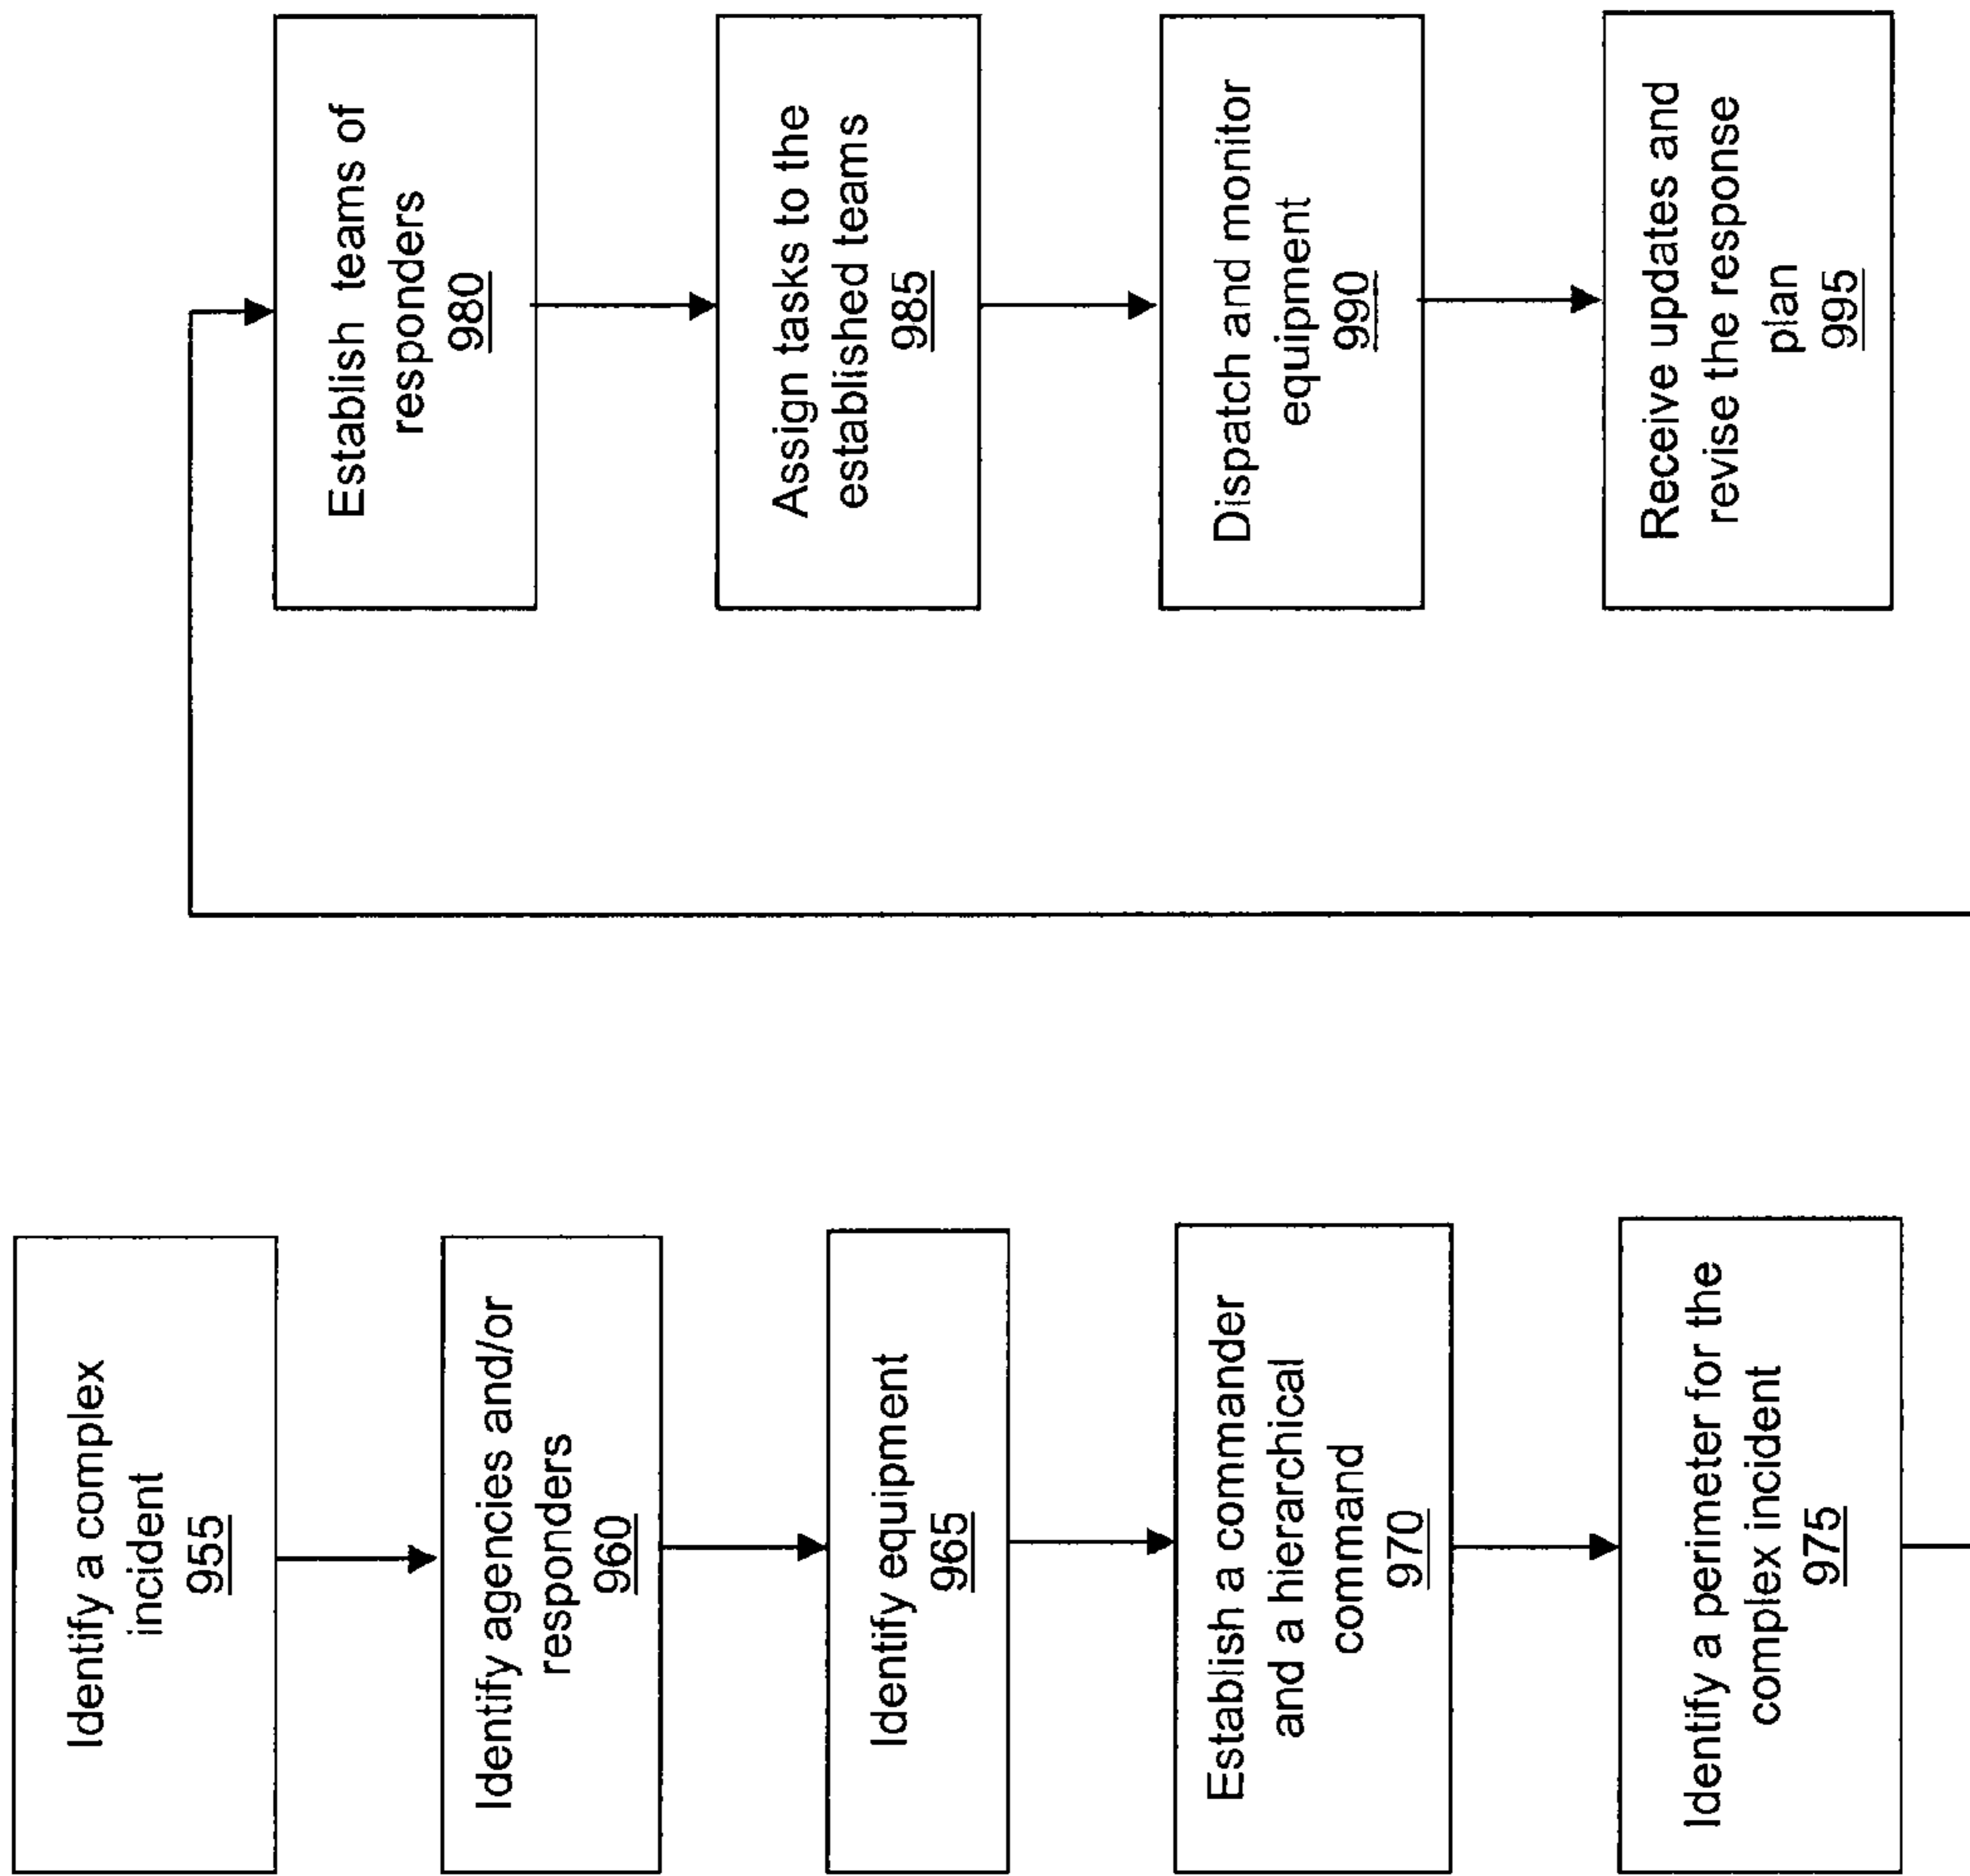 Identify a complex
incident
955
Identify agencies and/or
responders
960
Identify equipment
965
Establish a commander
and a hierarchical
command
970
Identify a perimeter for the
complex incident
975
Establish teams of
responders
980
Assign tasks to the
established teams
985
Dispatch and monitor
equipment
990
Receive updates and
revise the response
plan
995